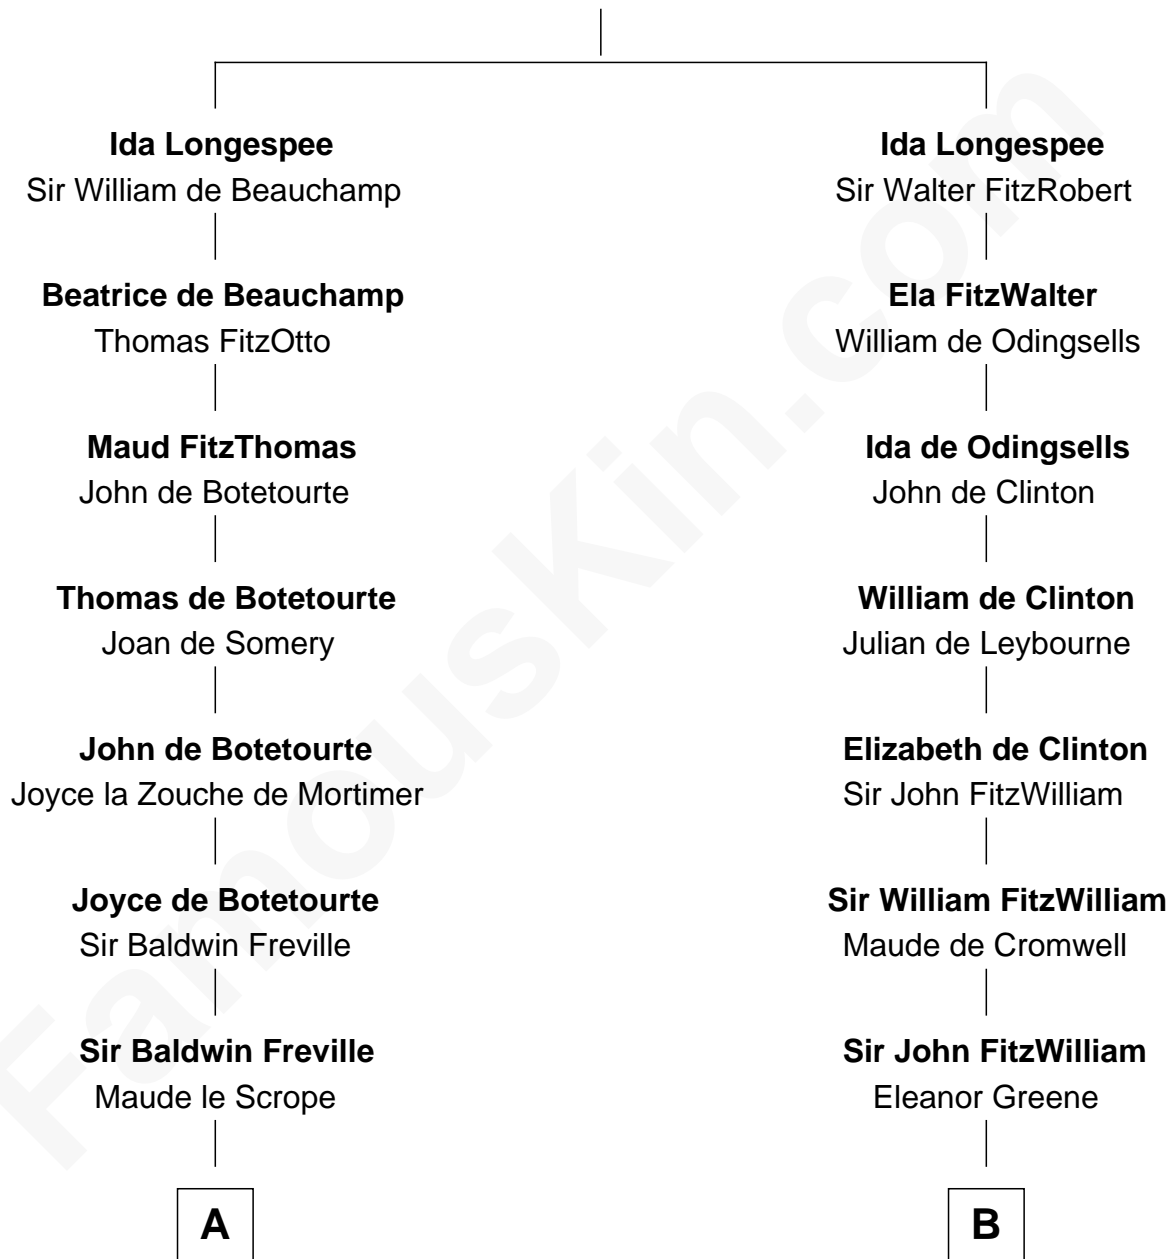 Ida Longespee
Sir William de Beauchamp
Beatrice de Beauchamp
Thomas FitzOtto
Maud FitzThomas
John de Botetourte
Thomas de Botetourte
Joan de Somery
John de Botetourte
Joyce la Zouche de Mortimer
Joyce de Botetourte
Sir Baldwin Freville
Sir Baldwin Freville
Maude le Scrope
A
Ida Longespee
Sir Walter FitzRobert
Ela FitzWalter
William de Odingsells
Ida de Odingsells
John de Clinton
William de Clinton
Julian de Leybourne
Elizabeth de Clinton
Sir John FitzWilliam
Sir William FitzWilliam
Maude de Cromwell
Sir John FitzWilliam
Eleanor Greene
B
FamousKin.com